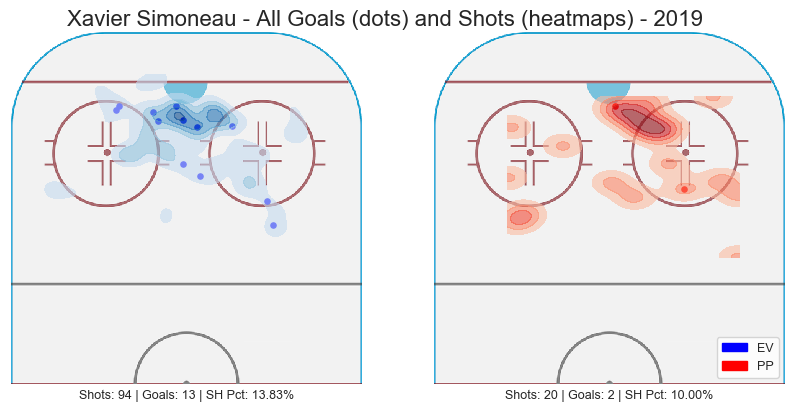 Xavier Simoneau - All Goals (dots) and Shots (heatmaps) - 2019
EV
PP
Shots: 94 | Goals: 13 | SH Pct: 13.83%
Shots: 20 | Goals: 2 | SH Pct: 10.00%